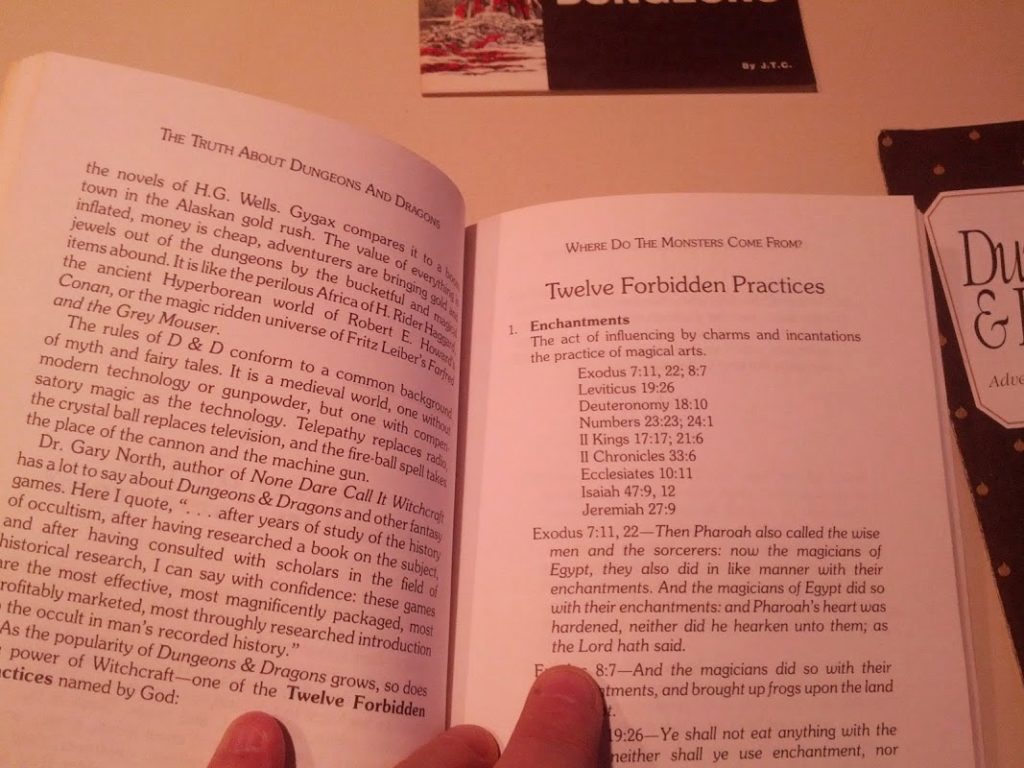 DUNGEONS
By J.T.C.
THE TRUTH ABOUT DUNGEONS AND DRAGONS
the novels of H.G. Wells. Gygax compares it to a boom
town in the Alaskan gold rush. The value of everything is
inflated, money is cheap, adventurers are bringing gold and
jewels out of the dungeons by the bucketful and magical
items abound. It is like the perilous Africa of H. Rider Haggard,
the ancient Hyperborean world of Robert E. Howard's
Conan, or the magic ridden universe of Fritz Leiber's Farfred
and the Grey Mouser.
The rules of D & D conform to a common background
of myth and fairy tales. It is a medieval world, one without
modern technology or gunpowder, but one with compen-
satory magic as the technology. Telepathy replaces radio,
the crystal ball replaces television, and the fire-ball spell takes
the place of the cannon and the machine gun.
Dr. Gary North, author of None Dare Call It Witchcraft
has a lot to say about Dungeons & Dragons and other fantasy
games. Here I quote, “. . . after years of study of the history
of occultism, after having researched a book on the subject,
and after having consulted with scholars in the field of
historical research, I can say with confidence: these games
are the most effective, most magnificently packaged, most
profitably marketed, most throughly researched introduction
the occult in man's recorded history.”
As the popularity of Dungeons & Dragons grows, so does
power of Witchcraft—one of the Twelve Forbidden
ctices named by God:
WHERE DO THE MONSTERS COME FROM?
Twelve Forbidden Practices
1. Enchantments
The act of influencing by charms and incantations
the practice of magical arts.
Exodus 7:11, 22; 8:7
Leviticus 19:26
Deuteronomy 18:10
Numbers 23:23; 24:1
II Kings 17:17; 21:6
II Chronicles 33:6
Ecclesiates 10:11
Isaiah 47:9, 12
Jeremiah 27:9
Exodus 7:11, 22—Then Pharoah also called the wise
men and the sorcerers: now the magicians of
Egypt, they also did in like manner with their
enchantments. And the magicians of Egypt did so
with their enchantments: and Pharoah's heart was
hardened, neither did he hearken unto them; as
the Lord hath said.
8:7—And the magicians did so with their
ntments, and brought up frogs upon the land
19:26—Ye shall not eat anything with the
neither shall ye use enchantment, nor
Du
&
Adve